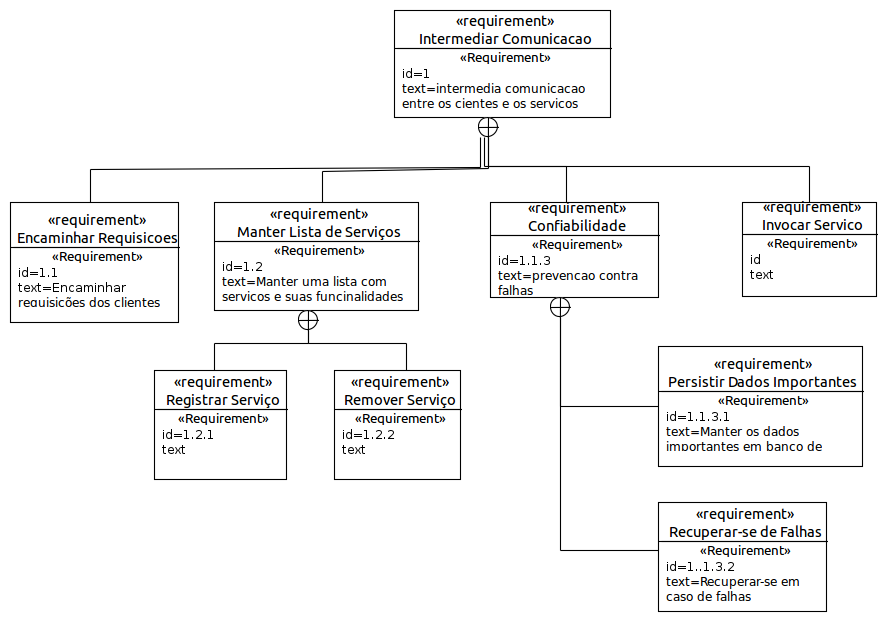 «requirement»
Intermediar Comunicacao
«Requirement»
id=1
text=intermedia comunicacao
entre os cientes e os servicos
«requirement»
Encaminhar Requisicoes
«Requirement»
id=1.1
text=Encaminhar
requisicões dos clientes
«requirement»
Manter Lista de Serviços
«Requirement»
id=1.2
text=Manter uma lista com
servicos e suas funcinalidades
«requirement»
Confiabilidade
«Requirement»
id=1.1.3
text=prevencao contra
falhas
«requirement»
Invocar Servico
«Requirement»
id
text
«requirement»
Registrar Serviço
«Requirement»
id=1.2.1
text
«requirement»
Remover Serviço
«Requirement»
id=1.2.2
text
«requirement»
Persistir Dados Importantes
«Requirement»
id=1.1.3.1
text=Manter os dados
importantes em banco de
«requirement»
Recuperar-se de Falhas
«Requirement»
id=1..1.3.2
text=Recuperar-se em
caso de falhas